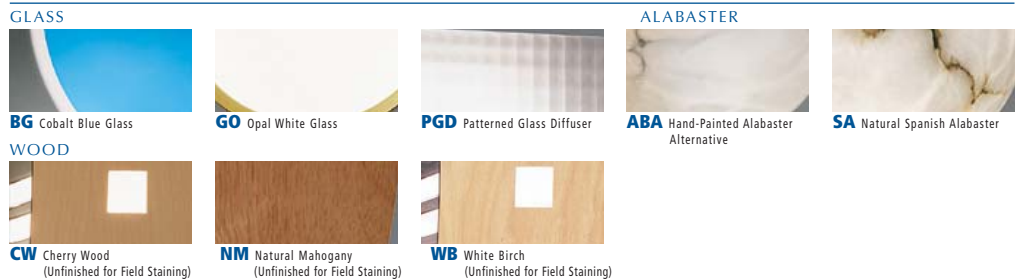 GLASS
ALABASTER
BG Cobalt Blue Glass
GO Opal White Glass
PGD Patterned Glass Diffuser
ABA Hand-Painted Alabaster
Alternative
SA Natural Spanish Alabaster
WOOD
CW Cherry Wood
(Unfinished for Field Staining)
NM Natural Mahogany
(Unfinished for Field Staining)
WB White Birch
(Unfinished for Field Staining)